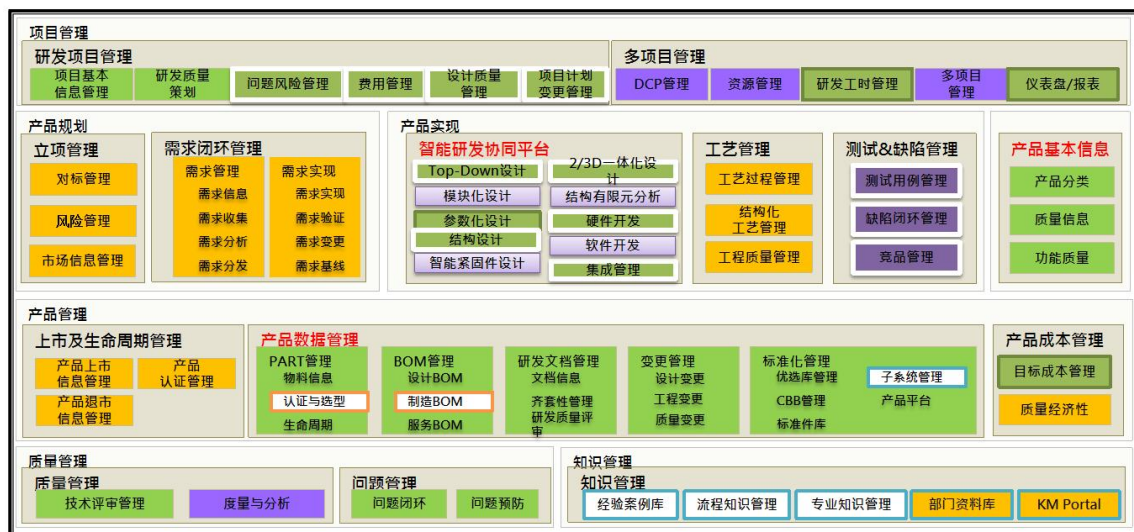 项目管理
研发项目管理
项目基本
信息管理
研发质量
策划
问题风险管理
费用管理
设计质量
管理
项目计划
变更管理
多项目管理
DCP管理
资源管理
研发工时管理
多项目
管理
仪表盘/报表
产品规划
立项管理
对标管理
风险管理
市场信息管理
需求闭环管理
需求管理
需求信息
需求收集
需求分析
需求分发
需求实现
需求实现
需求验证
需求变更
需求基线
产品实现
智能研发协同平台
Top-Down设计
模块化设计
参数化设计
结构设计
智能紧固件设计
2/3D一体化设
计
结构有限元分析
硬件开发
软件开发
集成管理
工艺管理
工艺过程管理
结构化
工艺管理
工程质量管理
测试&缺陷管理
测试用例管理
缺陷闭环管理
竞品管理
产品基本信息
产品分类
质量信息
功能质量
产品管理
上市及生命周期管理
产品上市
信息管理
产品
认证管理
产品退市
信息管理
产品数据管理
PART管理
物料信息
认证与选型
生命周期
BOM管理
设计BOM
制造BOM
服务BOM
研发文档管理
文档信息
齐套性管理
研发质量评
审
变更管理
设计变更
工程变更
质量变更
标准化管理
优选库管理
CBB管理
标准件库
子系统管理
产品平台
产品成本管理
目标成本管理
质量经济性
质量管理
质量管理
技术评审管理
度量与分析
问题管理
问题闭环
问题预防
知识管理
知识管理
经验案例库
流程知识管理
专业知识管理
部门资料库
KM Portal